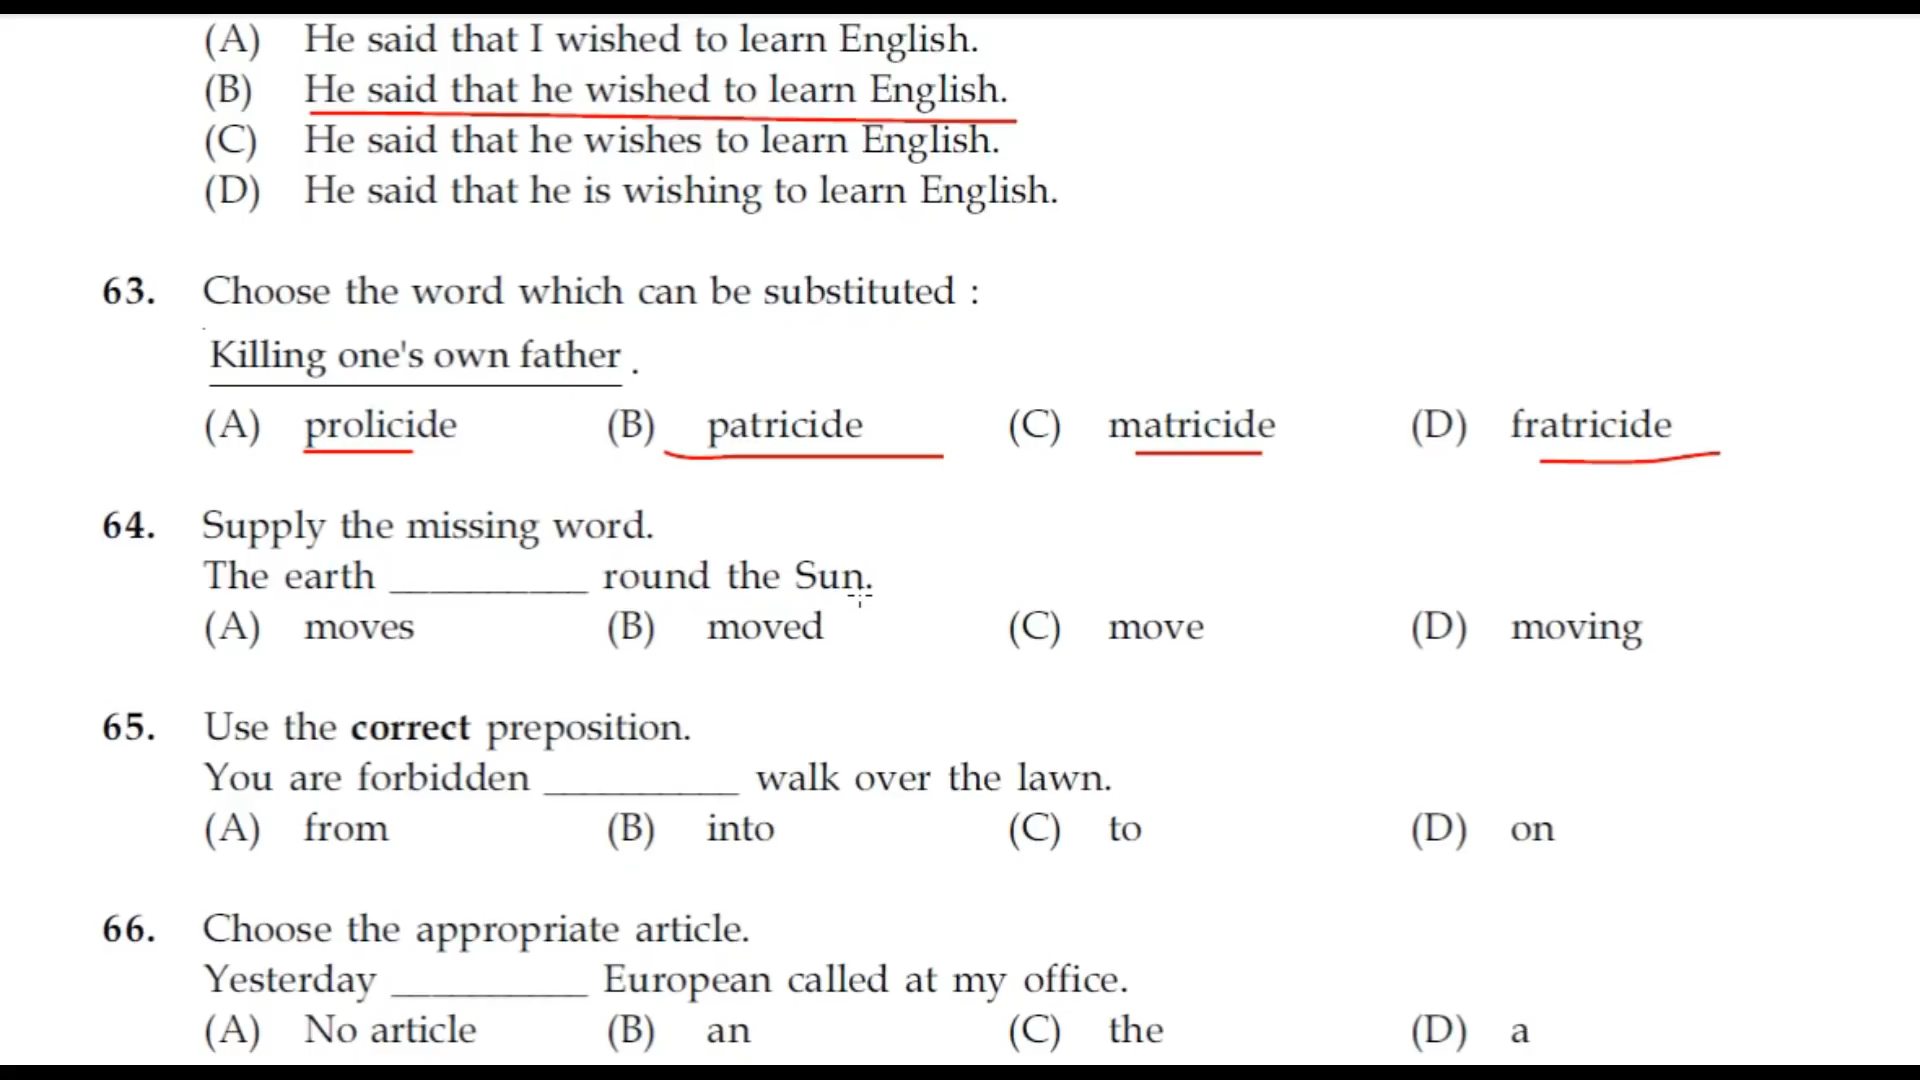 (A) He said that I wished to learn English.
(B) He said that he wished to learn English.
(C) He said that he wishes to learn English.
(D) He said that he is wishing to learn English.
63. Choose the word which can be substituted :
Killing one's own father .
(A) prolicide (B) patricide (C) matricide (D) fratricide
64. Supply the missing word.
The earth __________ round the Sun.
(A) moves (B) moved (C) move (D) moving
65. Use the correct preposition.
You are forbidden __________ walk over the lawn.
(A) from (B) into (C) to (D) on
66. Choose the appropriate article.
Yesterday __________ European called at my office.
(A) No article (B) an (C) the (D) a